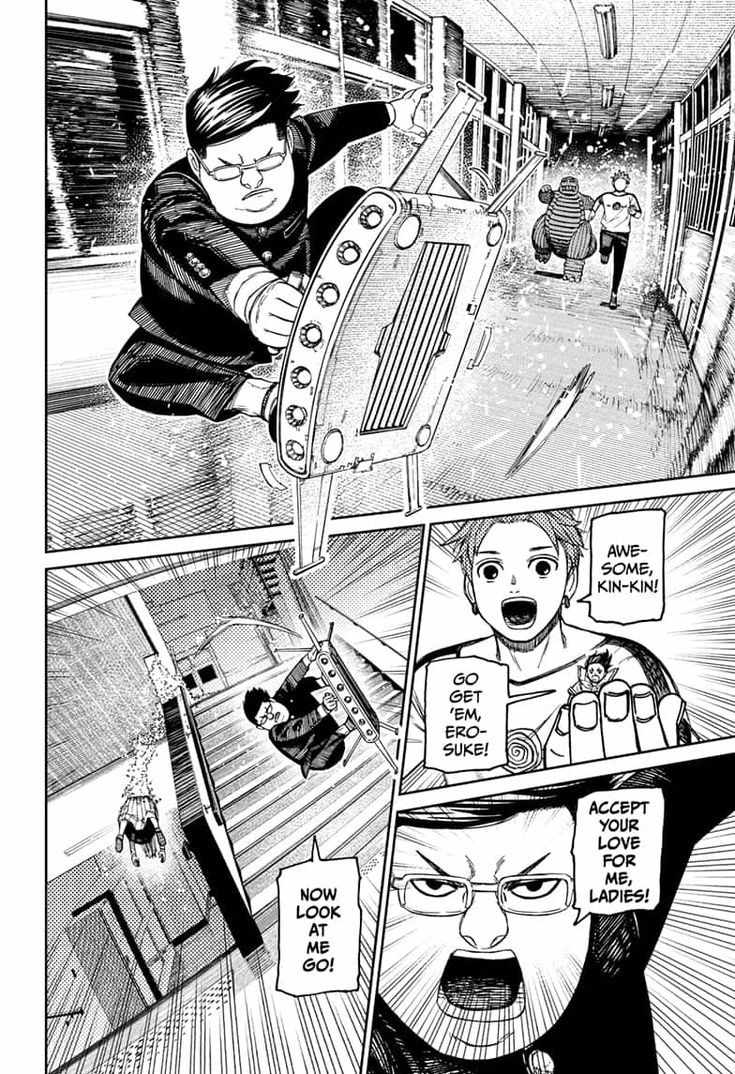 AWE-
SOME,
KIN-KIN!
GO
GET
'EM,
ERO-
SUKE!
NOW
LOOK
AT
ME
GO!
ACCEPT
YOUR
LOVE
FOR
ME,
LADIES!